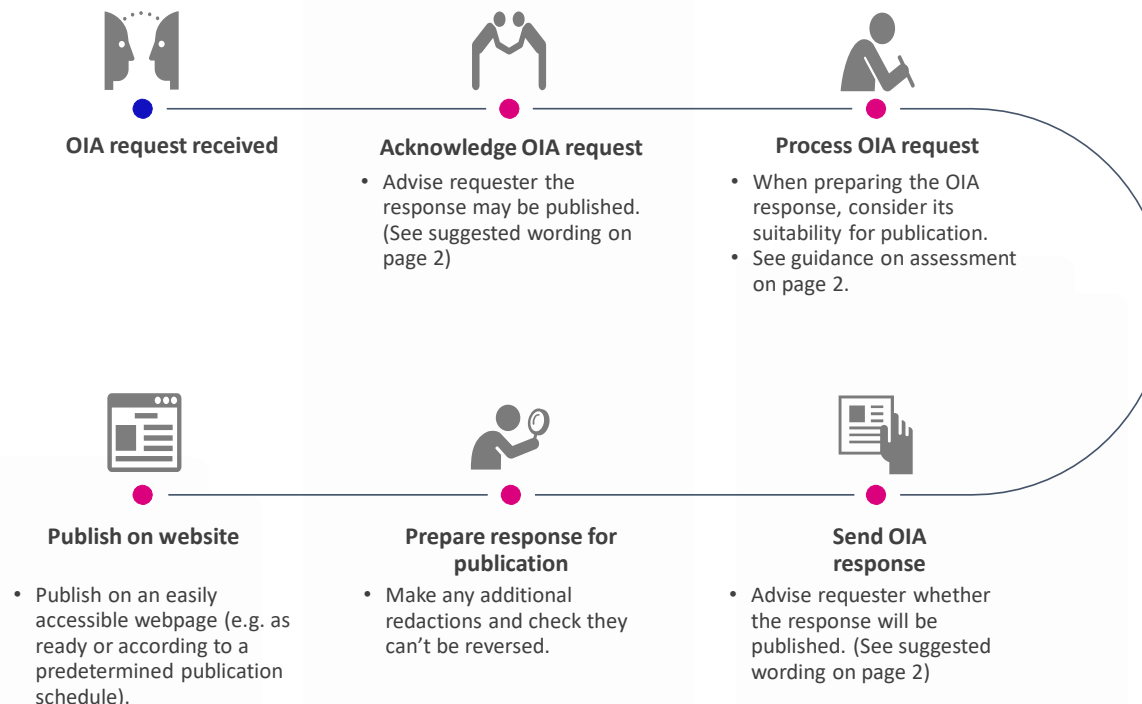 OIA request received
Acknowledge OIA request
• Advise requester the
response may be published.
(See suggested wording on
page 2)
Process OIA request
• When preparing the OIA
response, consider its
suitability for publication.
• See guidance on assessment
on page 2.
Send OIA
response
• Advise requester whether
the response will be
published. (See suggested
wording on page 2)
Prepare response for
publication
• Make any additional
redactions and check they
can't be reversed.
Publish on website
• Publish on an easily
accessible webpage (e.g. as
ready or according to a
predetermined publication
schedule).